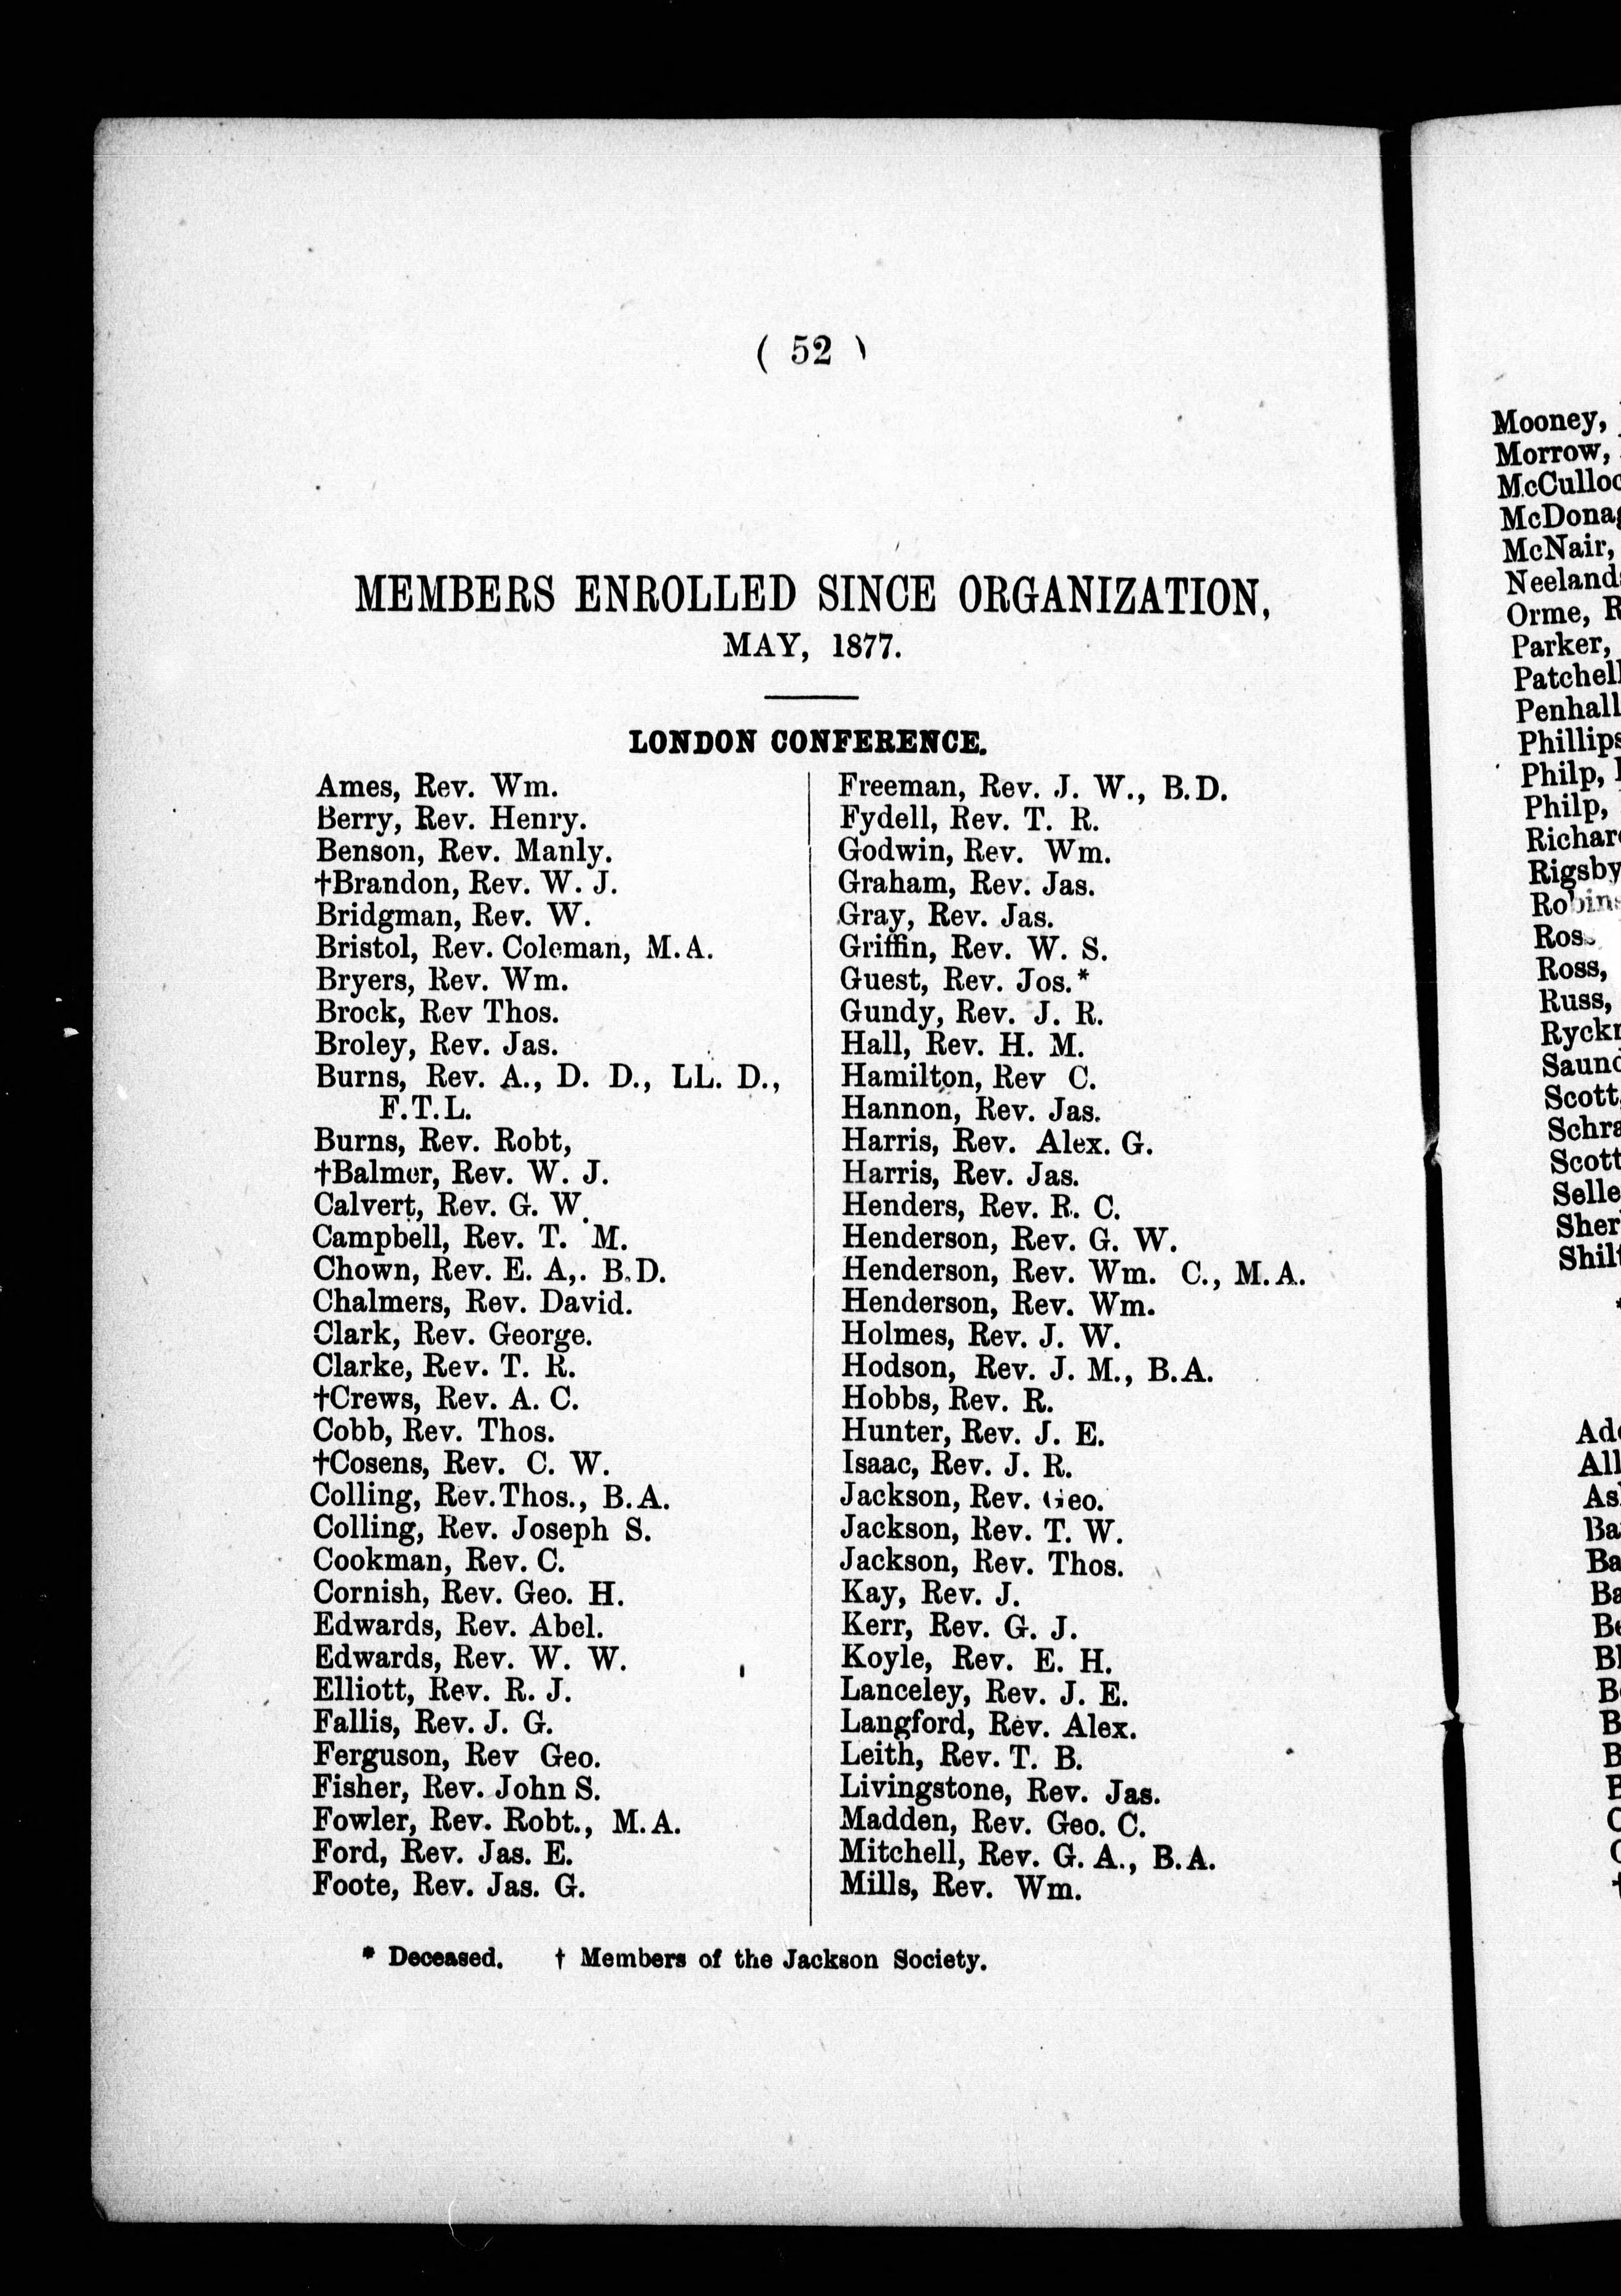 ( 52 )
MEMBERS ENROLLED SINCE ORGANIZATION,
MAY, 1877.
LONDON CONFERENCE.
Ames, Rev. Wm.
Berry, Rev. Henry.
Benson, Rev. Manly.
†Brandon, Rev. W. J.
Bridgman, Rev. W.
Bristol, Rev. Coleman, M.A.
Bryers, Rev. Wm.
Brock, Rev Thos.
Broley, Rev. Jas.
Burns, Rev. A., D. D., LL. D.,
F.T.L.
Burns, Rev. Robt,
†Balmer, Rev. W. J.
Calvert, Rev. G. W.
Campbell, Rev. T. M.
Chown, Rev. E. A,. B.D.
Chalmers, Rev. David.
Clark, Rev. George.
Clarke, Rev. T. R.
†Crews, Rev. A. C.
Cobb, Rev. Thos.
†Cosens, Rev. C. W.
Colling, Rev. Thos., B.A.
Colling, Rev. Joseph S.
Cookman, Rev. C.
Cornish, Rev. Geo. H.
Edwards, Rev. Abel.
Edwards, Rev. W. W.
Elliott, Rev. R. J.
Fallis, Rev. J. G.
Ferguson, Rev Geo.
Fisher, Rev. John S.
Fowler, Rev. Robt., M.A.
Ford, Rev. Jas. E.
Foote, Rev. Jas. G.
Freeman, Rev. J. W., B.D.
Fydell, Rev. T. R.
Godwin, Rev. Wm.
Graham, Rev. Jas.
Gray, Rev. Jas.
Griffin, Rev. W. S.
Guest, Rev. Jos.*
Gundy, Rev. J. R.
Hall, Rev. H. M.
Hamilton, Rev C.
Hannon, Rev. Jas.
Harris, Rev. Alex. G.
Harris, Rev. Jas.
Henders, Rev. R. C.
Henderson, Rev. G. W.
Henderson, Rev. Wm. C., M.A.
Henderson, Rev. Wm.
Holmes, Rev. J. W.
Hodson, Rev. J. M., B.A.
Hobbs, Rev. R.
Hunter, Rev. J. E.
Isaac, Rev. J. R.
Jackson, Rev. Geo.
Jackson, Rev. T. W.
Jackson, Rev. Thos.
Kay, Rev. J.
Kerr, Rev. G. J.
Koyle, Rev. E. H.
Lanceley, Rev. J. E.
Langford, Rev. Alex.
Leith, Rev. T. B.
Livingstone, Rev. Jas.
Madden, Rev. Geo. C.
Mitchell, Rev. G. A., B.A.
Mills, Rev. Wm.
* Deceased. † Members of the Jackson Society.
Mooney,
Morrow,
McNair,
Orme,
Parker,
Philp,
Philp,
Ross,
Russ,
Scott,